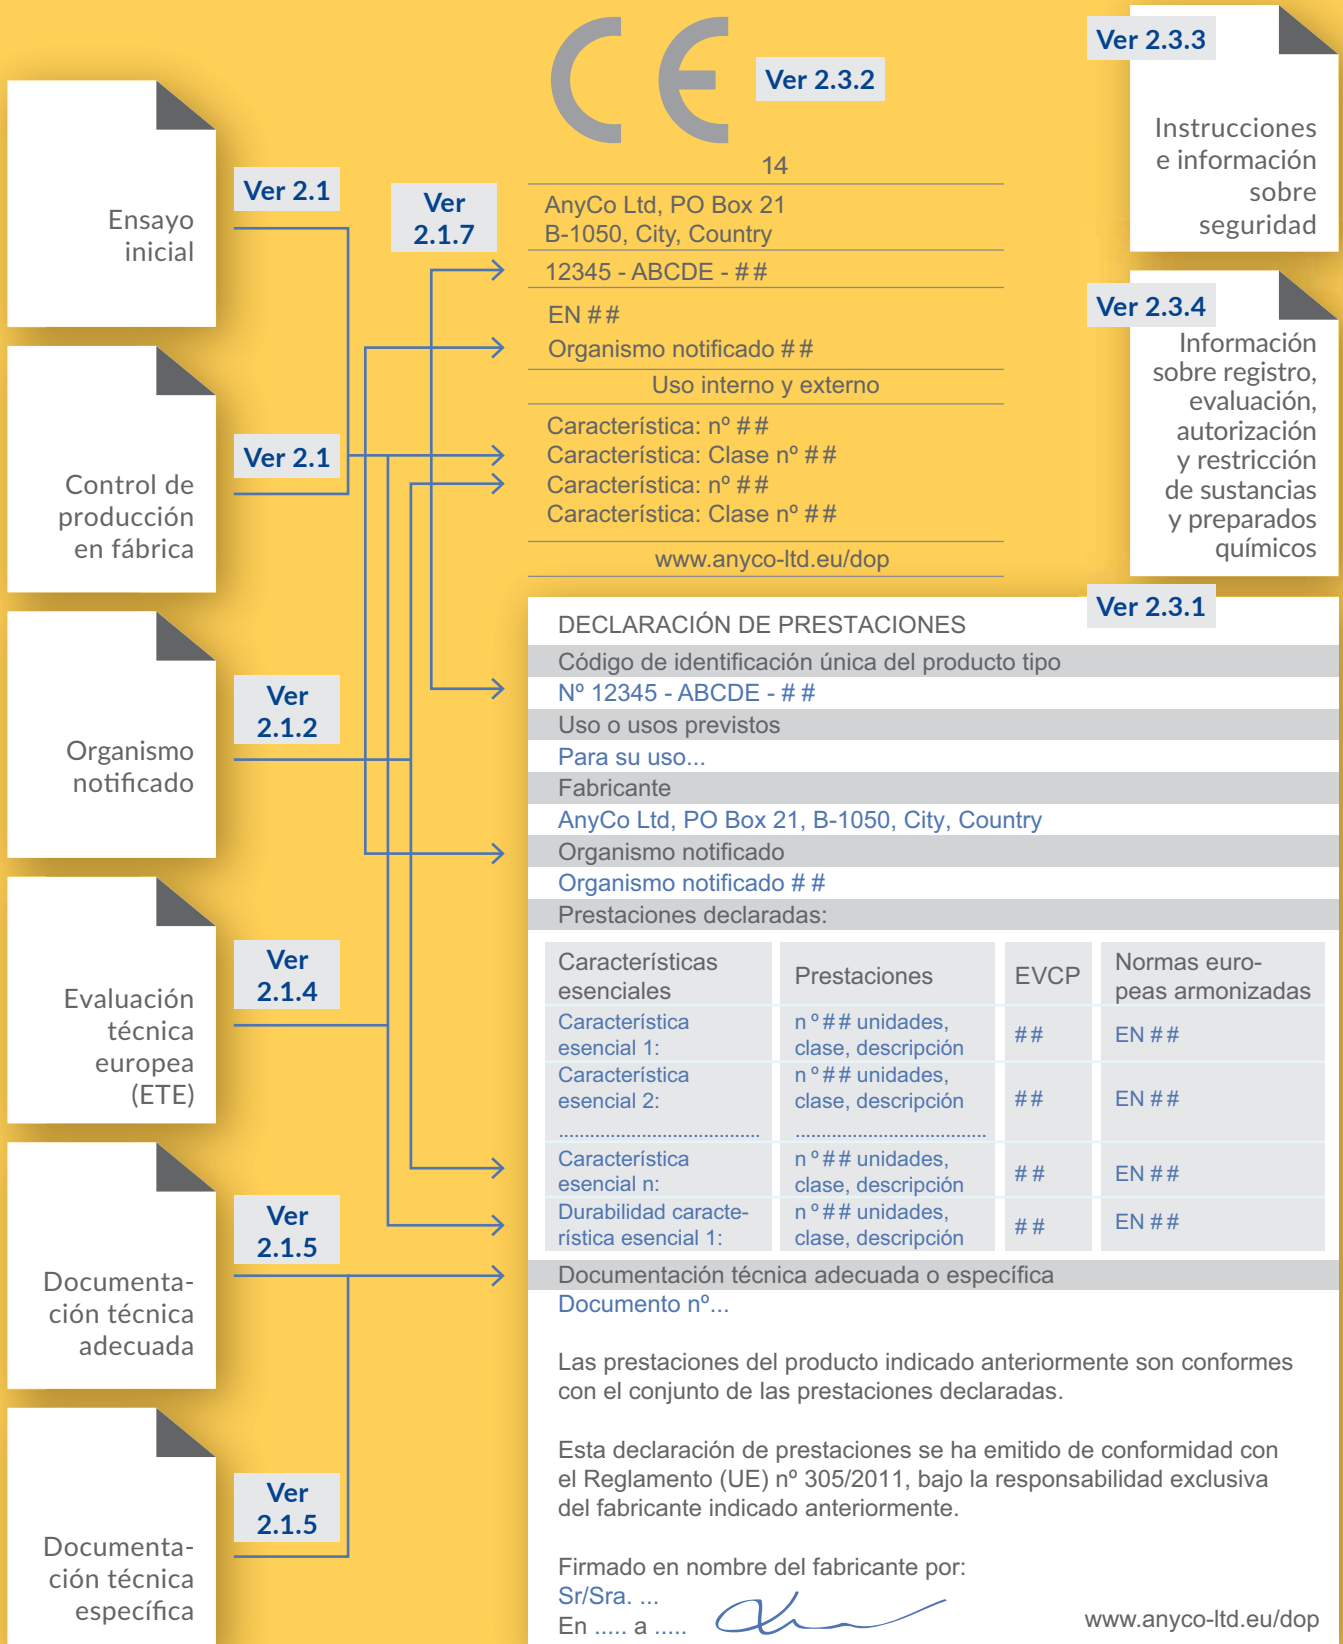 CE
Ver 2.3.2
14
AnyCo Ltd, PO Box 21
B-1050, City, Country
12345 - ABCDE - ##
EN ##
Organismo notificado ##
Uso interno y externo
Característica: nº ##
Característica: Clase nº ##
Característica: nº ##
Característica: Clase nº ##
www.anyco-ltd.eu/dop
Ensayo
inicial
Ver 2.1
Ver
2.1.7
Control de
producción
en fábrica
Ver 2.1
Organismo
notificado
Ver
2.1.2
Evaluación
técnica
europea
(ETE)
Ver
2.1.4
Documenta-
ción técnica
adecuada
Ver
2.1.5
Documenta-
ción técnica
específica
Ver
2.1.5
Ver 2.3.3
Instrucciones
e información
sobre
seguridad
Ver 2.3.4
Información
sobre registro,
evaluación,
autorización
y restricción
de sustancias
y preparados
químicos
Ver 2.3.1
DECLARACIÓN DE PRESTACIONES
Código de identificación única del producto tipo
Nº 12345 - ABCDE - # #
Uso o usos previstos
Para su uso...
Fabricante
AnyCo Ltd, PO Box 21, B-1050, City, Country
Organismo notificado
Organismo notificado # #
Prestaciones declaradas:
Características
esenciales
Prestaciones
EVCP
Normas euro-
peas armonizadas
Característica
esencial 1:
n º ## unidades,
clase, descripción
##
EN ##
Característica
esencial 2:
n º ## unidades,
clase, descripción
##
EN ##
.......................................
.....................................
Característica
esencial n:
n º ## unidades,
clase, descripción
##
EN ##
Durabilidad caracte-
rística esencial 1:
n º ## unidades,
clase, descripción
##
EN ##
Documentación técnica adecuada o específica
Documento nº...
Las prestaciones del producto indicado anteriormente son conformes
con el conjunto de las prestaciones declaradas.
Esta declaración de prestaciones se ha emitido de conformidad con
el Reglamento (UE) nº 305/2011, bajo la responsabilidad exclusiva
del fabricante indicado anteriormente.
Firmado en nombre del fabricante por:
Sr/Sra. ...
En ..... a .....
www.anyco-ltd.eu/dop